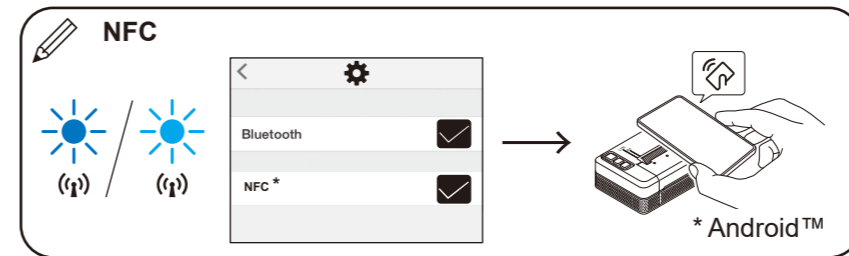 NFC
Bluetooth
NFC *
* Android™